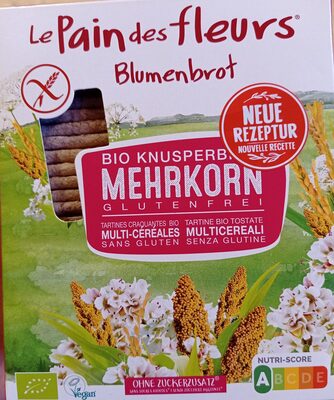 Le Pain des fleurs®
Blumenbrot
NEUE
REZEPTUR
NOUVELLE RECETTE
BIO KNUSPERB
MEHRKORN
GLUTENFREI
TARTINES CRAQUANTES BIO
MULTI-CÉRÉALES
SANS GLUTEN
TARTINE BIO TOSTATE
MULTICEREALI
SENZA GLUTINE
NUTRI-SCORE
A B C D E
Vegan
OHNE ZUCKERZUSATZ*